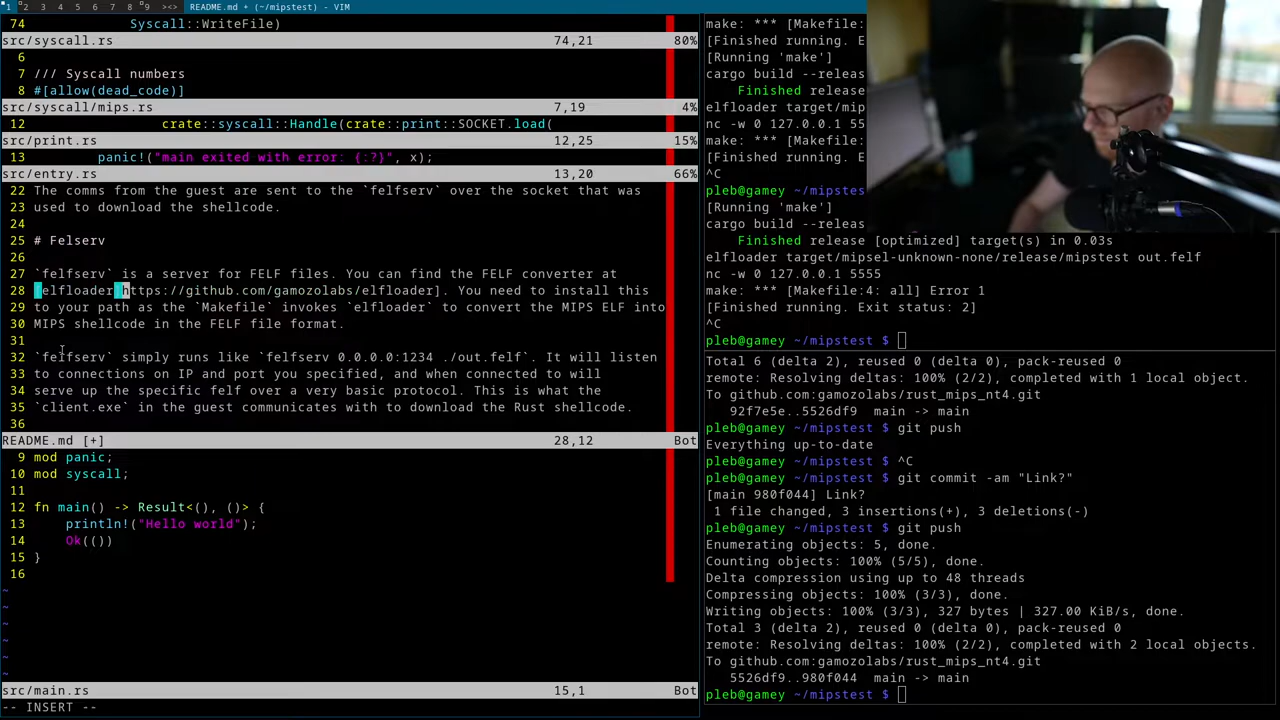 1 2 3 4 5 6 7 8 9 ><> README.md + (~/mipstest) - VIM
74 Syscall::WriteFile)
src/syscall.rs 74,21 80%
6
7 /// Syscall numbers
8 #[allow(dead_code)]
src/syscall/mips.rs 7,19 4%
12 crate::syscall::Handle(crate::print::SOCKET.load(
src/print.rs 12,25 15%
13 panic!("main exited with error: {:?}", x);
src/entry.rs 13,20 66%
22 The comms from the guest are sent to the `felfserv` over the socket that was
23 used to download the shellcode.
24
25 # Felserv
26
27 `felfserv` is a server for FELF files. You can find the FELF converter at
28 [elfloader]https://github.com/gamozolabs/elfloader]. You need to install this
29 to your path as the `Makefile` invokes `elfloader` to convert the MIPS ELF into
30 MIPS shellcode in the FELF file format.
31
32 `felfserv` simply runs like `felfserv 0.0.0.0:1234 ./out.felf`. It will listen
33 to connections on IP and port you specified, and when connected to will
34 serve up the specific felf over a very basic protocol. This is what the
35 `client.exe` in the guest communicates with to download the Rust shellcode.
36
README.md [+] 28,12 Bot
9 mod panic;
10 mod syscall;
11
12 fn main() -> Result<(), ()> {
13 println!("Hello world");
14 Ok(())
15 }
16
~
~
~
~
~
~
src/main.rs 15,1 Bot
-- INSERT --
make: *** [Makefile:
[Finished running. E
[Running 'make']
cargo build --releas
Finished release
elfloader target/mip
nc -w 0 127.0.0.1 55
make: *** [Makefile:
[Finished running. E
^C
pleb@gamey ~/mipstes
[Running 'make']
cargo build --releas
Finished release [optimized] target(s) in 0.03s
elfloader target/mipsel-unknown-none/release/mipstest out.felf
nc -w 0 127.0.0.1 5555
make: *** [Makefile:4: all] Error 1
[Finished running. Exit status: 2]
^C
pleb@gamey ~/mipstest $
Total 6 (delta 2), reused 0 (delta 0), pack-reused 0
remote: Resolving deltas: 100% (2/2), completed with 1 local object.
To github.com:gamozolabs/rust_mips_nt4.git
92f7e5e..5526df9 main -> main
pleb@gamey ~/mipstest $ git push
Everything up-to-date
pleb@gamey ~/mipstest $ ^C
pleb@gamey ~/mipstest $ git commit -am "Link?"
[main 980f044] Link?
1 file changed, 3 insertions(+), 3 deletions(-)
pleb@gamey ~/mipstest $ git push
Enumerating objects: 5, done.
Counting objects: 100% (5/5), done.
Delta compression using up to 48 threads
Compressing objects: 100% (3/3), done.
Writing objects: 100% (3/3), 327 bytes | 327.00 KiB/s, done.
Total 3 (delta 2), reused 0 (delta 0), pack-reused 0
remote: Resolving deltas: 100% (2/2), completed with 2 local objects.
To github.com:gamozolabs/rust_mips_nt4.git
5526df9..980f044 main -> main
pleb@gamey ~/mipstest $